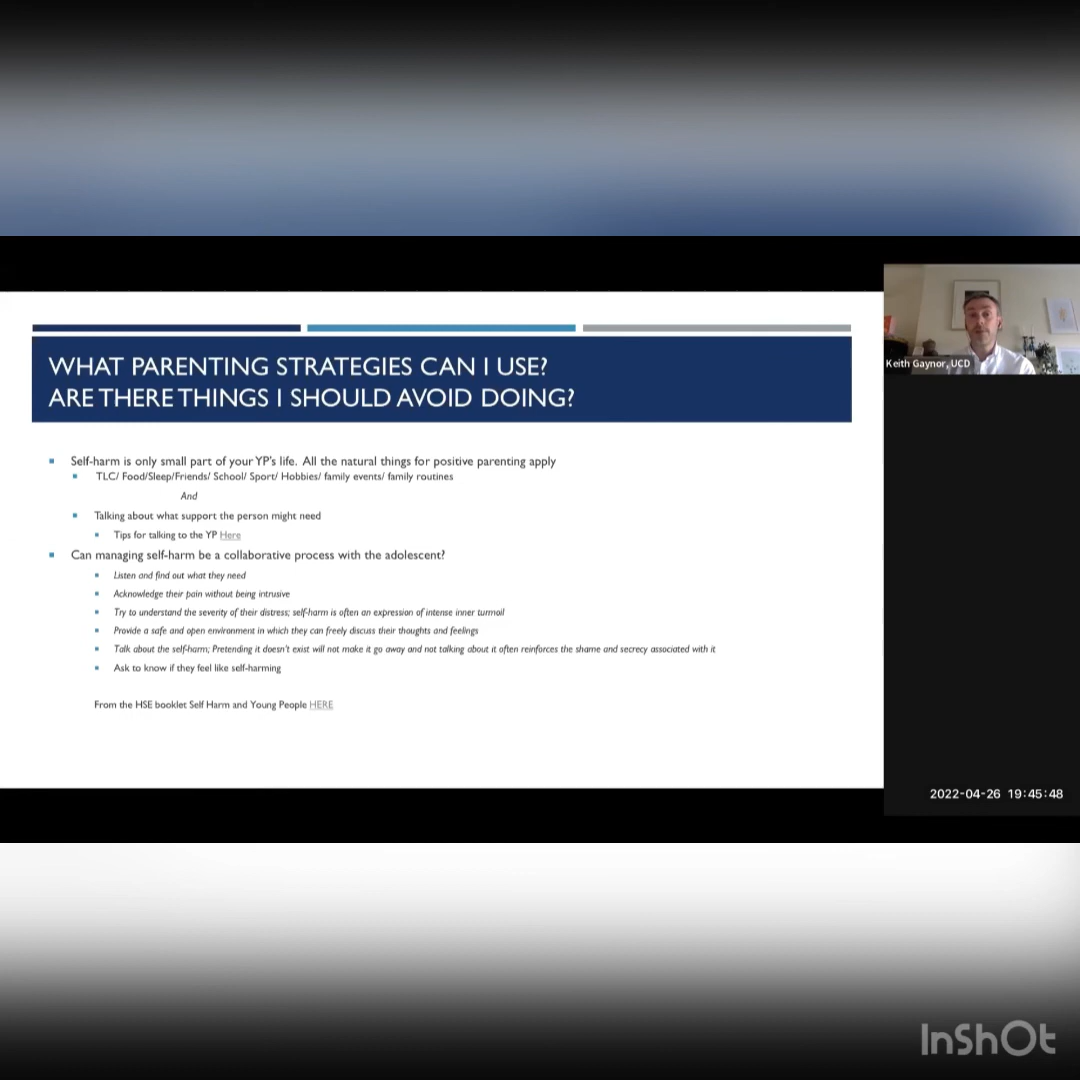 WHAT PARENTING STRATEGIES CAN I USE?
ARE THERE THINGS I SHOULD AVOID DOING?
Keith Gaynor, UCD
Self-harm is only small part of your YP's life. All the natural things for positive parenting apply
TLC/ Food/Sleep/Friends/ School/ Sport/ Hobbies/ family events/ family routines
And
Talking about what support the person might need
Tips for talking to the YP Here
Can managing self-harm be a collaborative process with the adolescent?
Listen and find out what they need
Acknowledge their pain without being intrusive
Try to understand the severity of their distress; self-harm is often an expression of intense inner turmoil
Provide a safe and open environment in which they can freely discuss their thoughts and feelings
Talk about the self-harm; Pretending it doesn't exist will not make it go away and not talking about it often reinforces the shame and secrecy associated with it
Ask to know if they feel like self-harming
From the HSE booklet Self Harm and Young People HERE
2022-04-26 19:45:48
InShOt